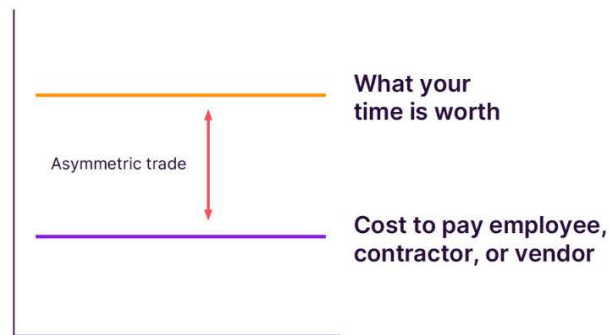 What your
time is worth
Asymmetric trade
Cost to pay employee,
contractor, or vendor